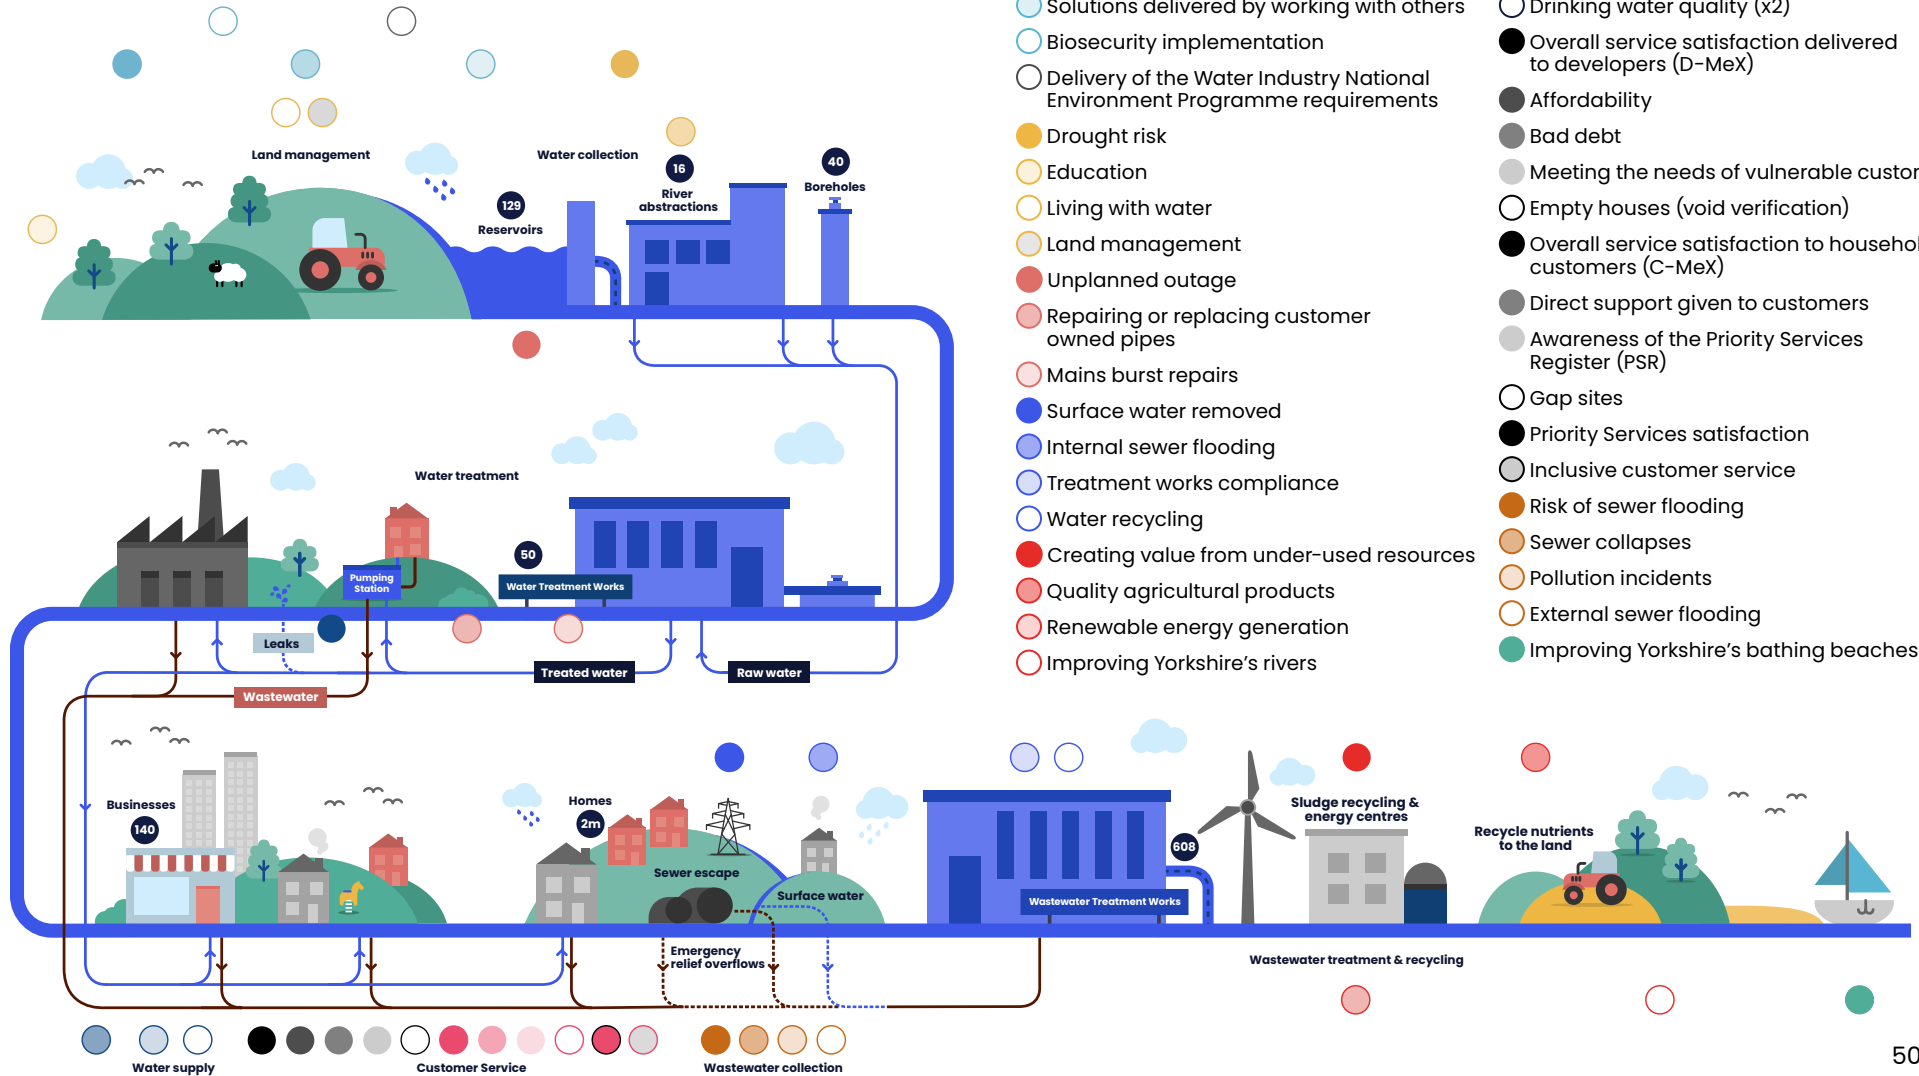 Land management
Water collection
16
River
abstractions
40
Boreholes
129
Reservoirs
Water treatment
50
Water Treatment Works
Pumping
Station
Leaks
Treated water
Raw water
Wastewater
Businesses
140
Homes
2m
Sewer escape
Surface water
Emergency
relief overflows
Wastewater Treatment Works
608
Sludge recycling &
energy centres
Recycle nutrients
to the land
Wastewater treatment & recycling
Water supply
Customer Service
Wastewater collection
Solutions delivered by working with others
Biosecurity implementation
Delivery of the Water Industry National
Environment Programme requirements
Drought risk
Education
Living with water
Land management
Unplanned outage
Repairing or replacing customer
owned pipes
Mains burst repairs
Surface water removed
Internal sewer flooding
Treatment works compliance
Water recycling
Creating value from under-used resources
Quality agricultural products
Renewable energy generation
Improving Yorkshire's rivers
Drinking water quality (x2)
Overall service satisfaction delivered
to developers (D-MeX)
Affordability
Bad debt
Meeting the needs of vulnerable custor
Empty houses (void verification)
Overall service satisfaction to househol
customers (C-MeX)
Direct support given to customers
Awareness of the Priority Services
Register (PSR)
Gap sites
Priority Services satisfaction
Inclusive customer service
Risk of sewer flooding
Sewer collapses
Pollution incidents
External sewer flooding
Improving Yorkshire's bathing beaches
50